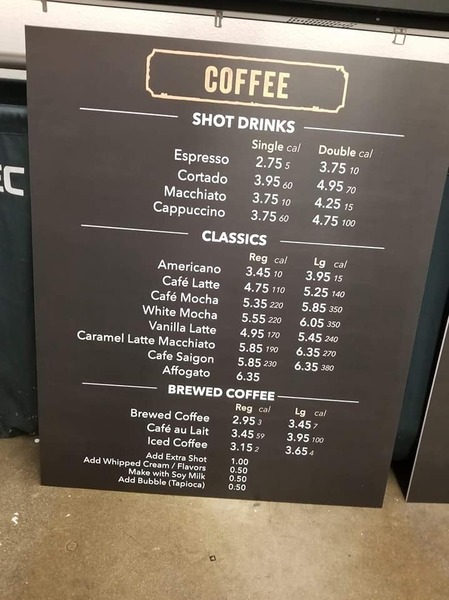 COFFEE
SHOT DRINKS
Single cal Double cal
Espresso 2.75 5 3.75 10
Cortado 3.95 60 4.95 70
Macchiato 3.75 10 4.25 15
Cappuccino 3.75 60 4.75 100
CLASSICS
Reg cal Lg cal
Americano 3.45 10 3.95 15
Café Latte 4.75 110 5.25 140
Café Mocha 5.35 220 5.85 350
White Mocha 5.55 220 6.05 350
Vanilla Latte 4.95 170 5.45 240
Caramel Latte Macchiato 5.85 190 6.35 270
Cafe Saigon 5.85 230 6.35 380
Affogato 6.35
BREWED COFFEE
Reg cal Lg cal
Brewed Coffee 2.95 3 3.45 7
Café au Lait 3.45 59 3.95 100
Iced Coffee 3.15 2 3.65 4
Add Extra Shot 1.00
Add Whipped Cream / Flavors 0.50
Make with Soy Milk 0.50
Add Bubble (Tapioca) 0.50
EC